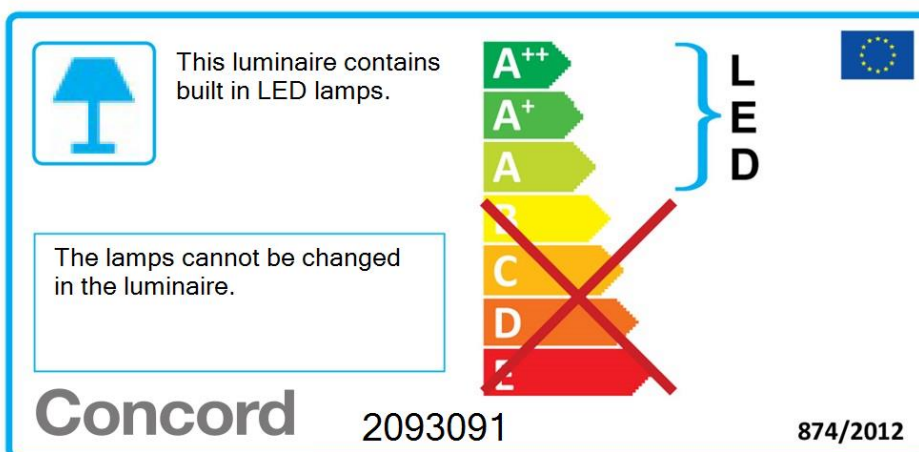 This luminaire contains
built in LED lamps.
A++
A+
A
B
C
D
E
L
E
D
The lamps cannot be changed
in the luminaire.
Concord
2093091
874/2012